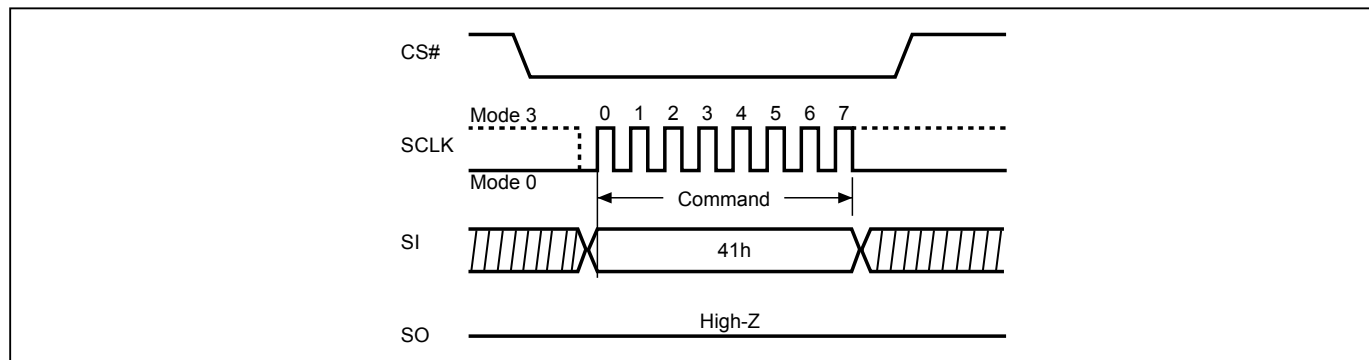 CS#
Mode 3
0 1 2 3 4 5 6 7
SCLK
Mode 0
Command
SI
41h
High-Z
SO